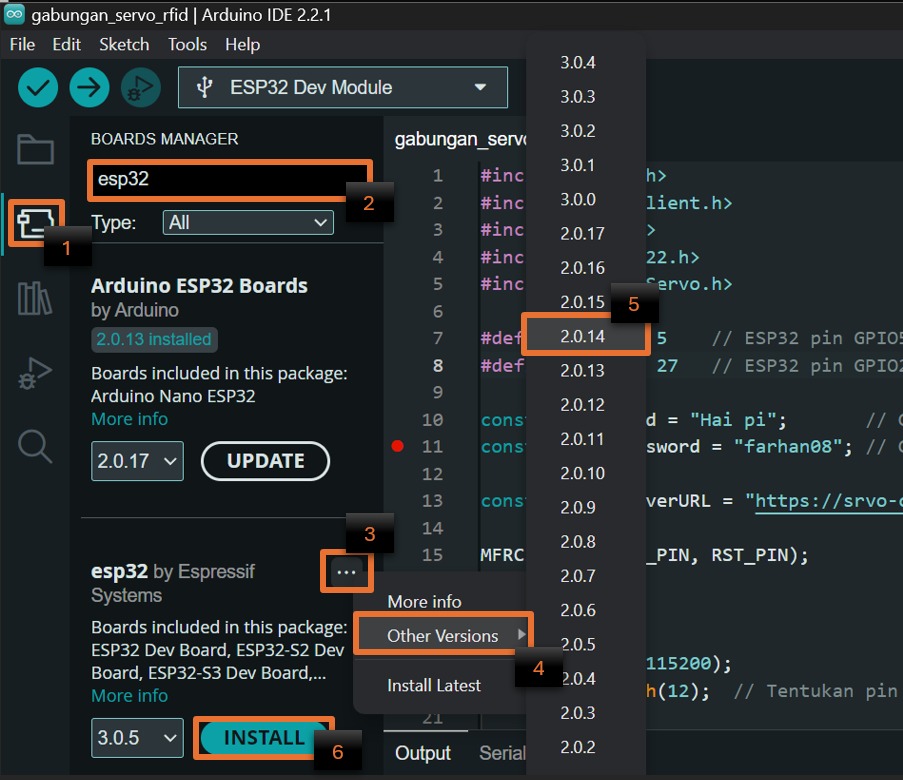 gabungan_servo_rfid | Arduino IDE 2.2.1
File Edit Sketch Tools Help
ESP32 Dev Module
BOARDS MANAGER
esp32
2
Type: All
1
Arduino ESP32 Boards
by Arduino
2.0.13 installed
Boards included in this package:
Arduino Nano ESP32
More info
2.0.17 UPDATE
3
esp32 by Espressif
Systems
Boards included in this package:
ESP32 Dev Board, ESP32-S2 Dev
Board, ESP32-S3 Dev Board,...
More info
3.0.5 INSTALL
6
More info
Other Versions
4
Install Latest
3.0.4
3.0.3
3.0.2
3.0.1
3.0.0
2.0.17
2.0.16
2.0.15
5
2.0.14
2.0.13
2.0.12
2.0.11
2.0.10
2.0.9
2.0.8
2.0.7
2.0.6
2.0.5
2.0.4
2.0.3
2.0.2
gabungan_serv
1 #inc h>
2 #inc lient.h>
3 #inc >
4 #inc 22.h>
5 #inc Servo.h>
6
7 #def 5 // ESP32 pin GPIO5
8 #def 27 // ESP32 pin GPIO2
9
10 cons d = "Hai pi"; //
11 cons sword = "farhan08"; //
12
13 cons verURL = "https://srvo-
14
15 MFRC _PIN, RST_PIN);
115200);
h(12); // Tentukan pin
21
Output Serial